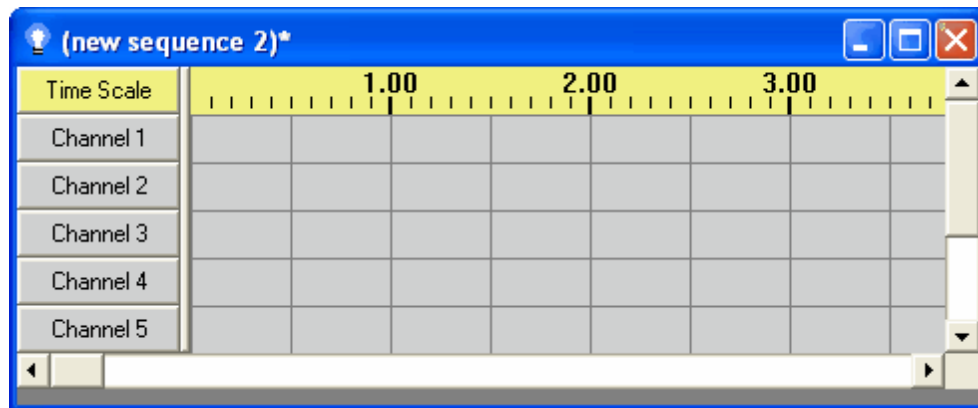 (new sequence 2)*
Time Scale 1.00 2.00 3.00
Channel 1
Channel 2
Channel 3
Channel 4
Channel 5